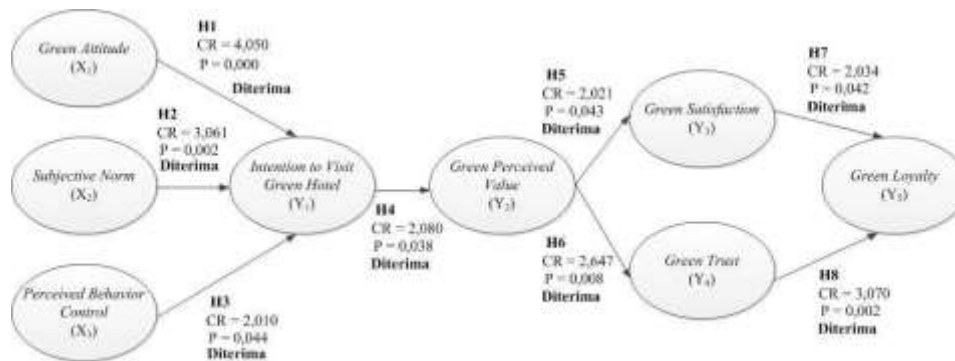 Green Attitude
(X₁)
H1
CR = 4,050
P = 0,000
Diterima
H2
CR = 3,061
P = 0,002
Diterima
Subjective Norm
(X₂)
Perceived Behavior
Control
(X₃)
H3
CR = 2,010
P = 0,044
Diterima
Intention to Visit
Green Hotel
(Y₁)
H4
CR = 2,080
P = 0,038
Diterima
Green Perceived
Value
(Y₂)
H5
CR = 2,021
P = 0,043
Diterima
H6
CR = 2,647
P = 0,008
Diterima
Green Satisfaction
(Y₃)
Green Trust
(Y₄)
H7
CR = 2,034
P = 0,042
Diterima
H8
CR = 3,070
P = 0,002
Diterima
Green Loyalty
(Y₅)